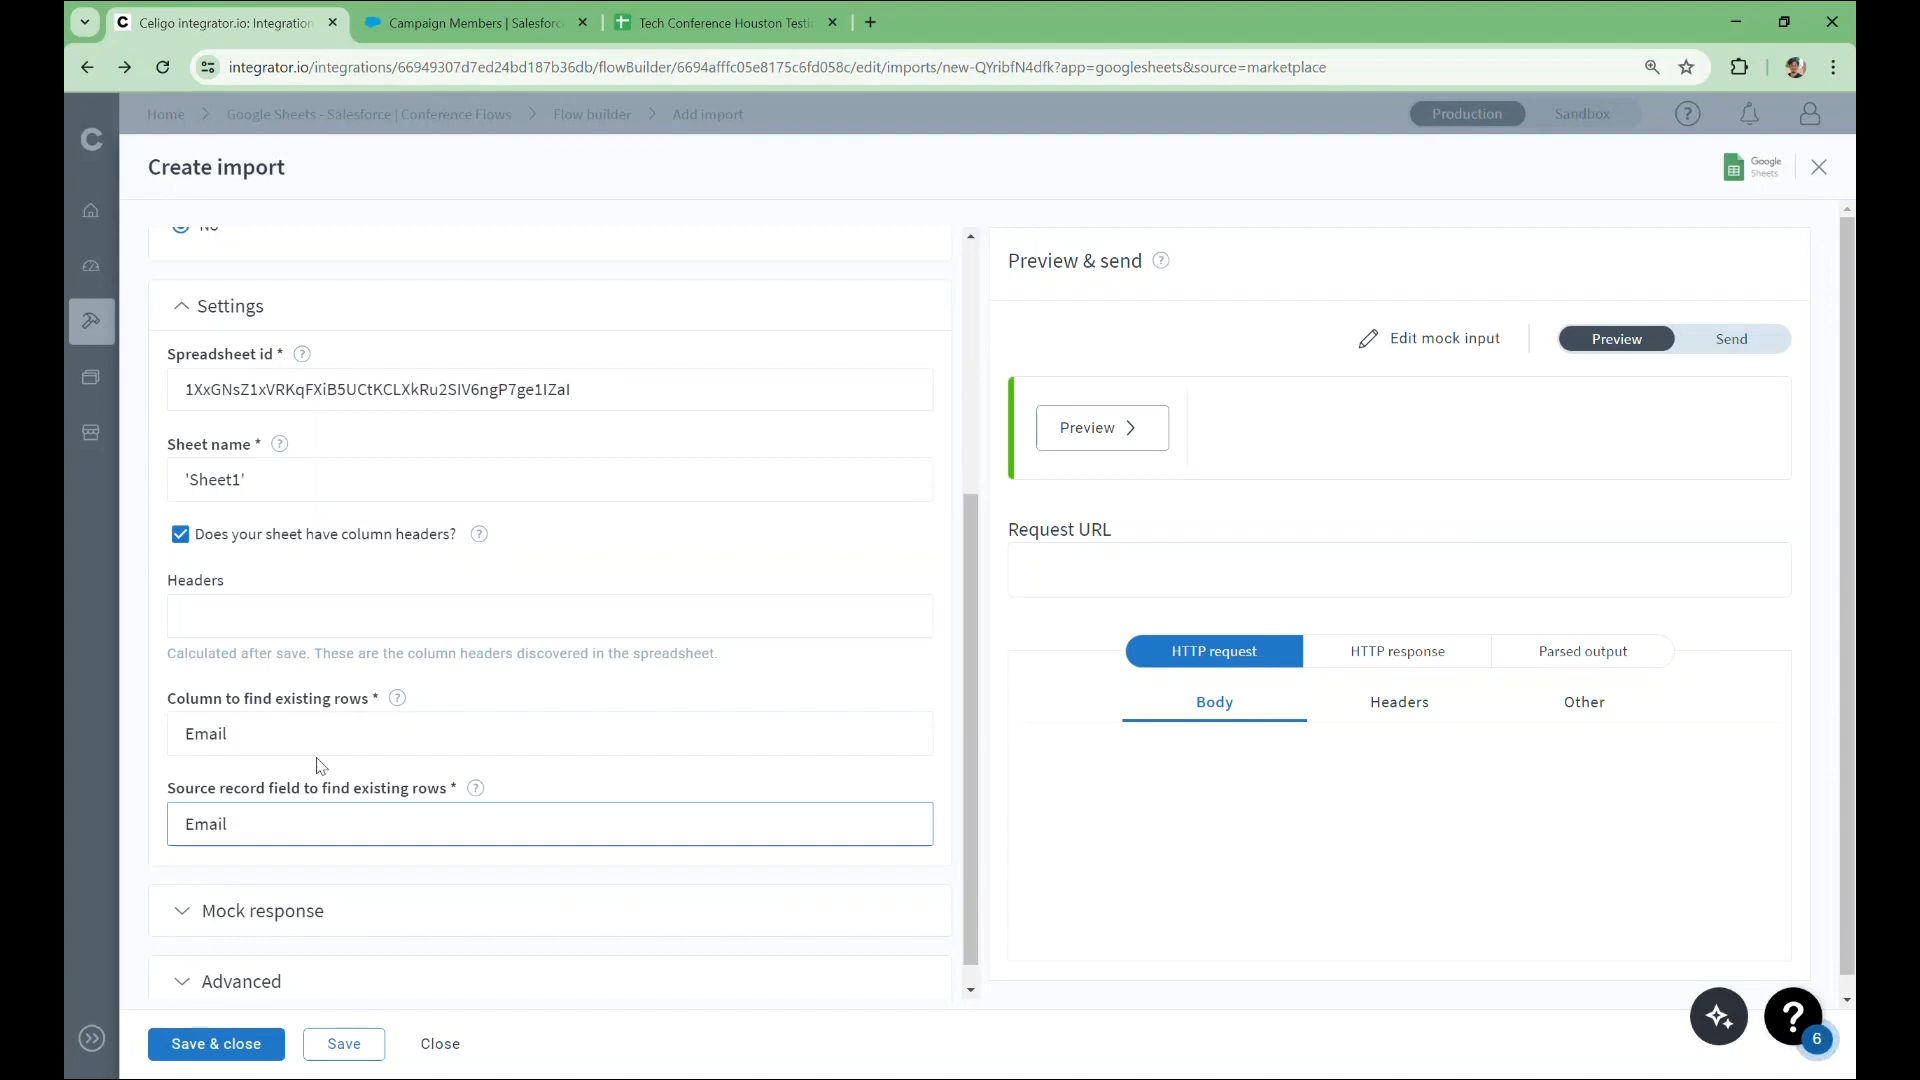 Celigo integrator.io: Integration
Campaign Members | Salesforc
Tech Conference Houston Testi
integrator.io/integrations/66949307d7ed24bd187b36db/flowBuilder/6694afffc05e8175c6fd058c/edit/imports/new-QYribfN4dfk?app=googlesheets&source=marketplace
Home
Google Sheets - Salesforce | Conference Flows
Flow builder
Add import
Production
Sandbox
Create import
Google
Sheets
No
Settings
Spreadsheet id *
1XxGNsZ1xVRKqFXiB5UCtKCLXkRu2SIV6ngP7ge1IZaI
Sheet name *
'Sheet1'
Does your sheet have column headers?
Headers
Calculated after save. These are the column headers discovered in the spreadsheet.
Column to find existing rows *
Email
Source record field to find existing rows *
Email
Mock response
Advanced
Save & close
Save
Close
Preview & send
Edit mock input
Preview
Send
Preview
Request URL
HTTP request
HTTP response
Parsed output
Body
Headers
Other
6